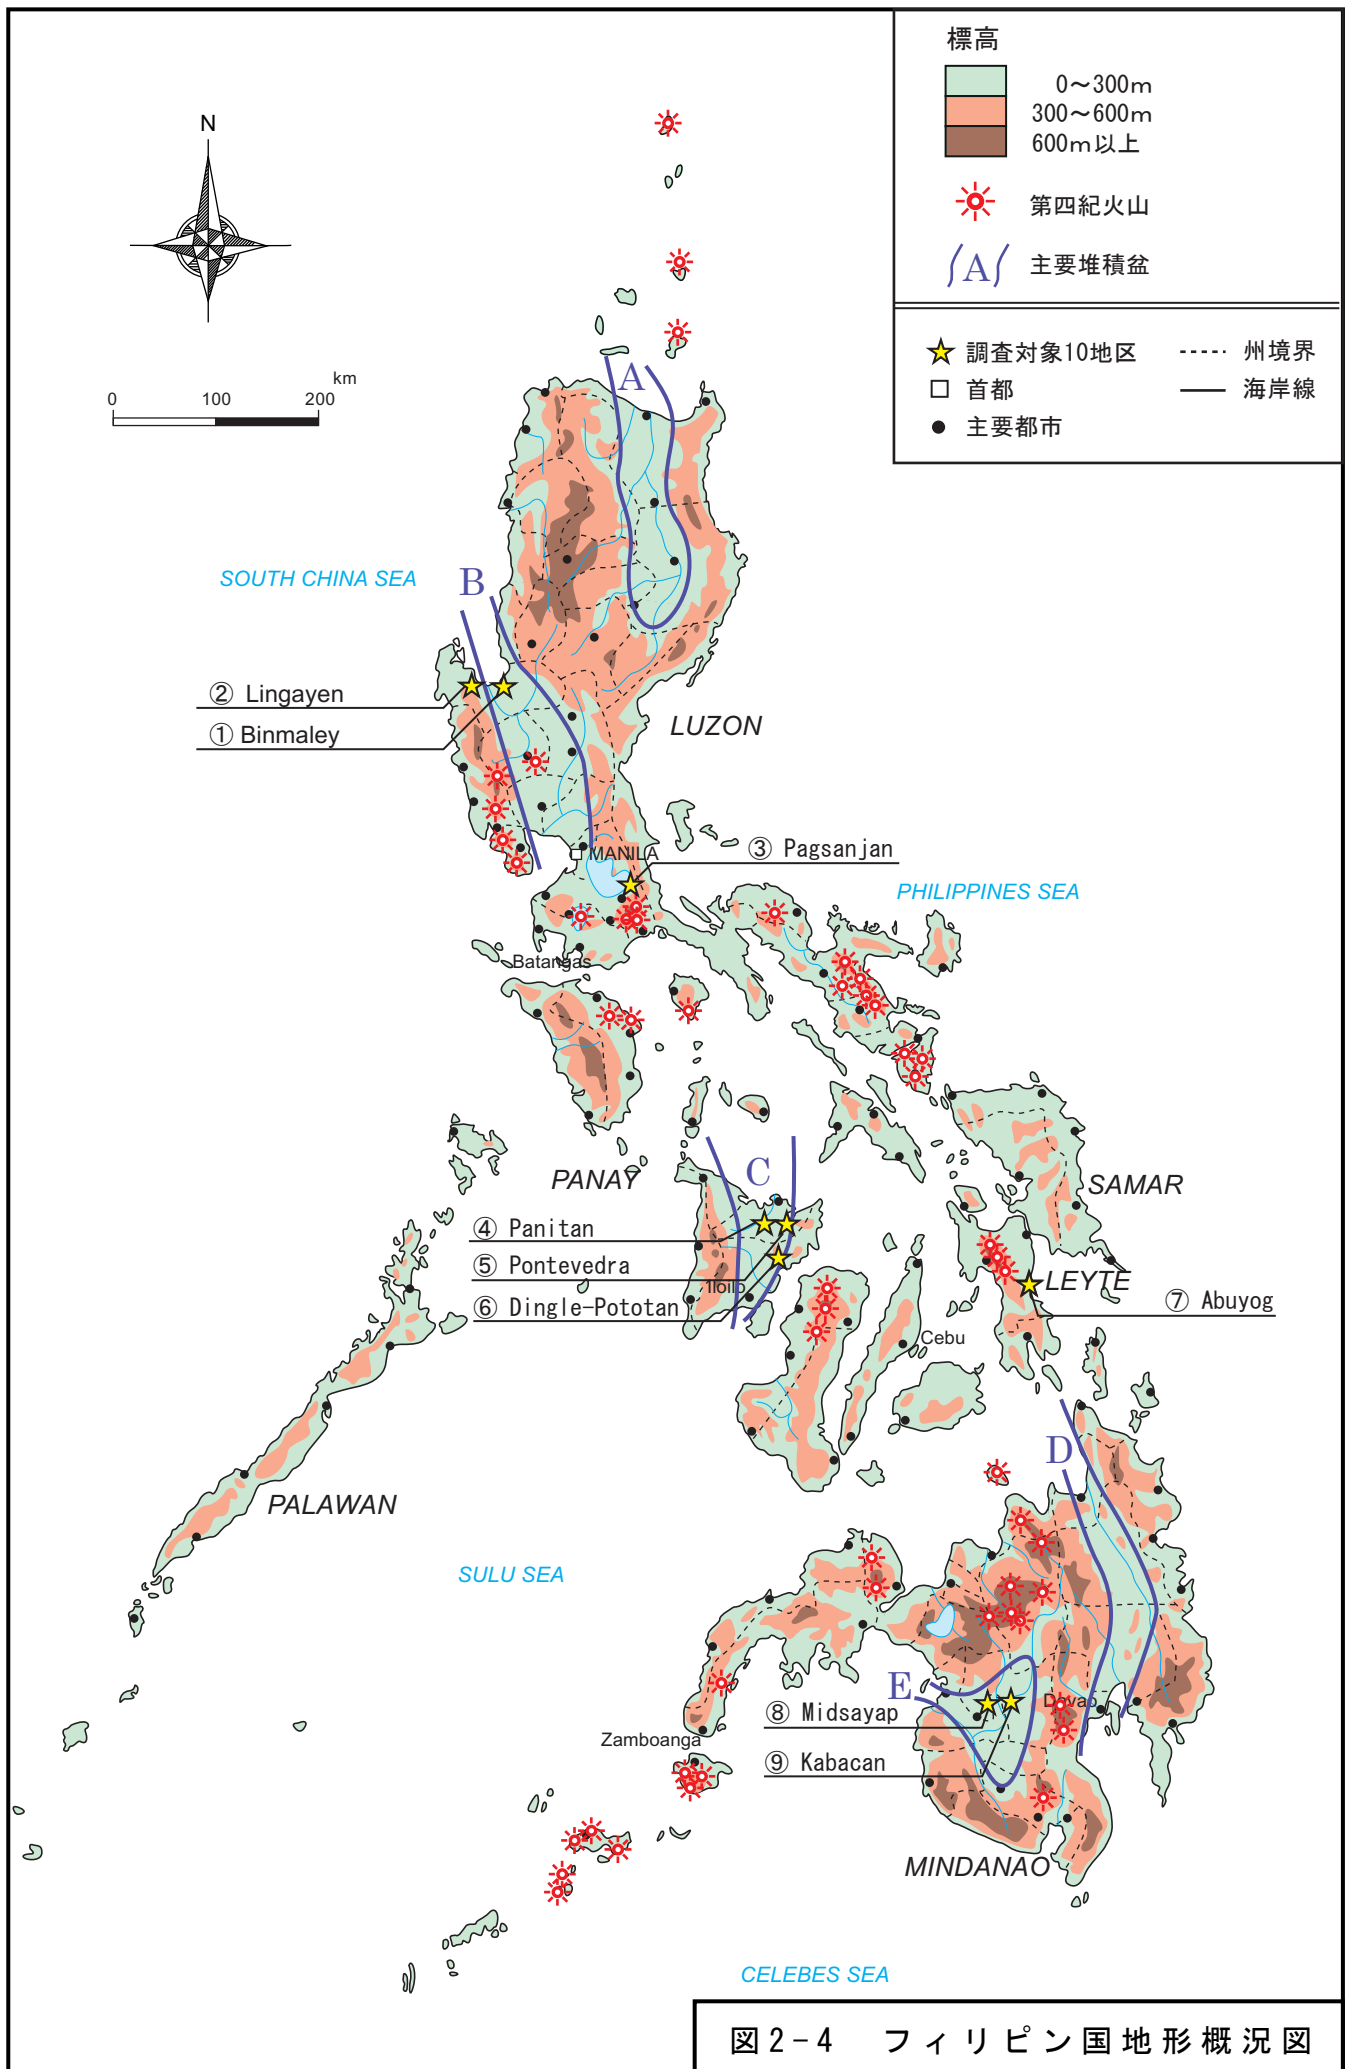 標高
0～300m
300～600m
600m以上
第四紀火山
A 主要堆積盆
調査対象10地区
州境界
首都
海岸線
主要都市
N
km
0 100 200
A
SOUTH CHINA SEA
B
② Lingayen
① Binmaley
LUZON
MANILA
③ Pagsanjan
PHILIPPINES SEA
Batangas
PANAY
C
SAMAR
④ Panitan
⑤ Pontevedra
Iloilo
⑥ Dingle-Pototan
LEYTE
⑦ Abuyog
Cebu
D
PALAWAN
SULU SEA
E
⑧ Midsayap
Davao
Zamboanga
⑨ Kabacan
MINDANAO
CELEBES SEA
図2-4 フィリピン国地形概況図